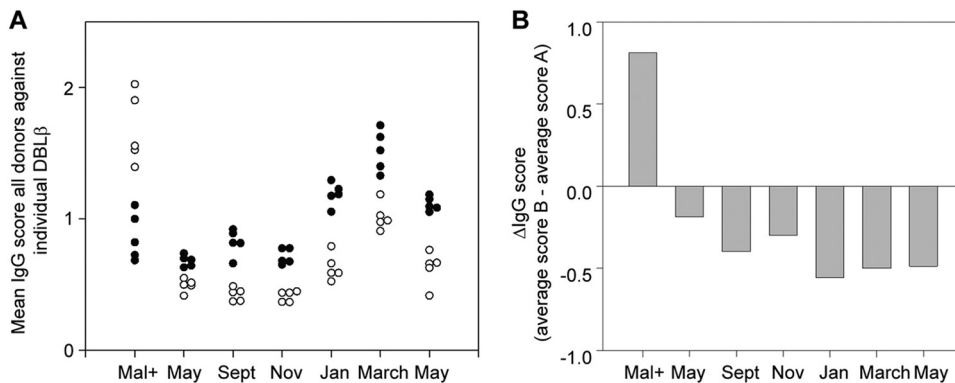 A
Mean IgG score all donors against
individual DBLβ
2
1
0
Mal+ May Sept Nov Jan March May
B
ΔIgG score
(average score B - average score A)
1.0
0.5
0.0
-0.5
-1.0
Mal+ May Sept Nov Jan March May